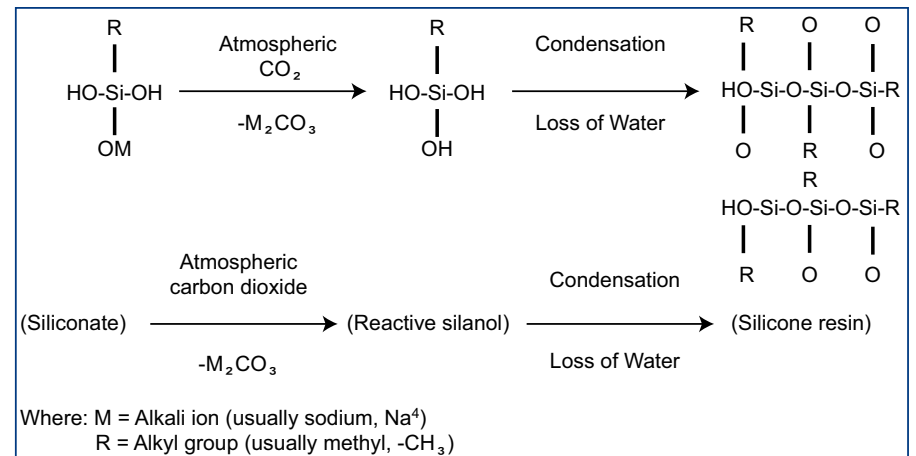 R
Atmospheric
CO₂
-M₂CO₃
HO-Si-OH
OM
R
HO-Si-OH
OH
Condensation
Loss of Water
R O O
HO-Si-O-Si-O-Si-R
O R O
R
HO-Si-O-Si-O-Si-R
R O O
Atmospheric
carbon dioxide
Condensation
(Siliconate) (Reactive silanol) (Silicone resin)
-M₂CO₃
Loss of Water
Where: M = Alkali ion (usually sodium, Na⁴)
R = Alkyl group (usually methyl, -CH₃)